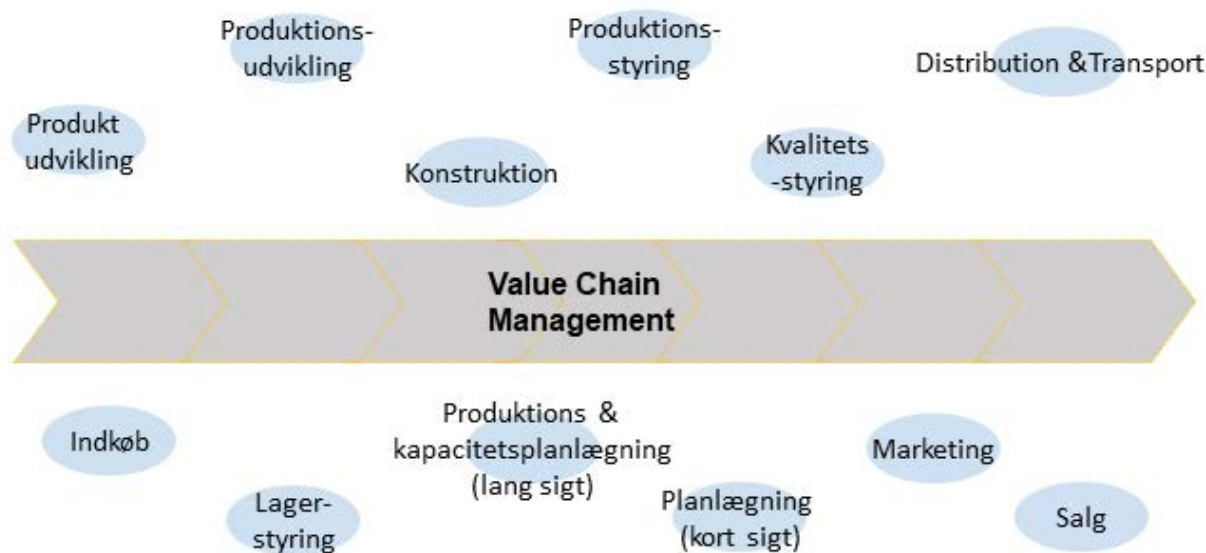 Produktions-
udvikling
Produktions-
styring
Distribution &Transport
Produkt
udvikling
Konstruktion
Kvalitets
-styring
Value Chain
Management
Indkøb
Produktions &
kapacitetsplanlægning
(lang sigt)
Marketing
Lager-
styring
Planlægning
(kort sigt)
Salg